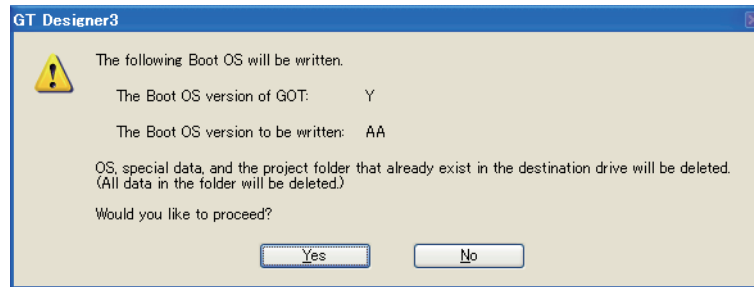 GT Designer3
The following Boot OS will be written.
The Boot OS version of GOT: Y
The Boot OS version to be written: AA
OS, special data, and the project folder that already exist in the destination drive will be deleted.
(All data in the folder will be deleted.)
Would you like to proceed?
Yes No